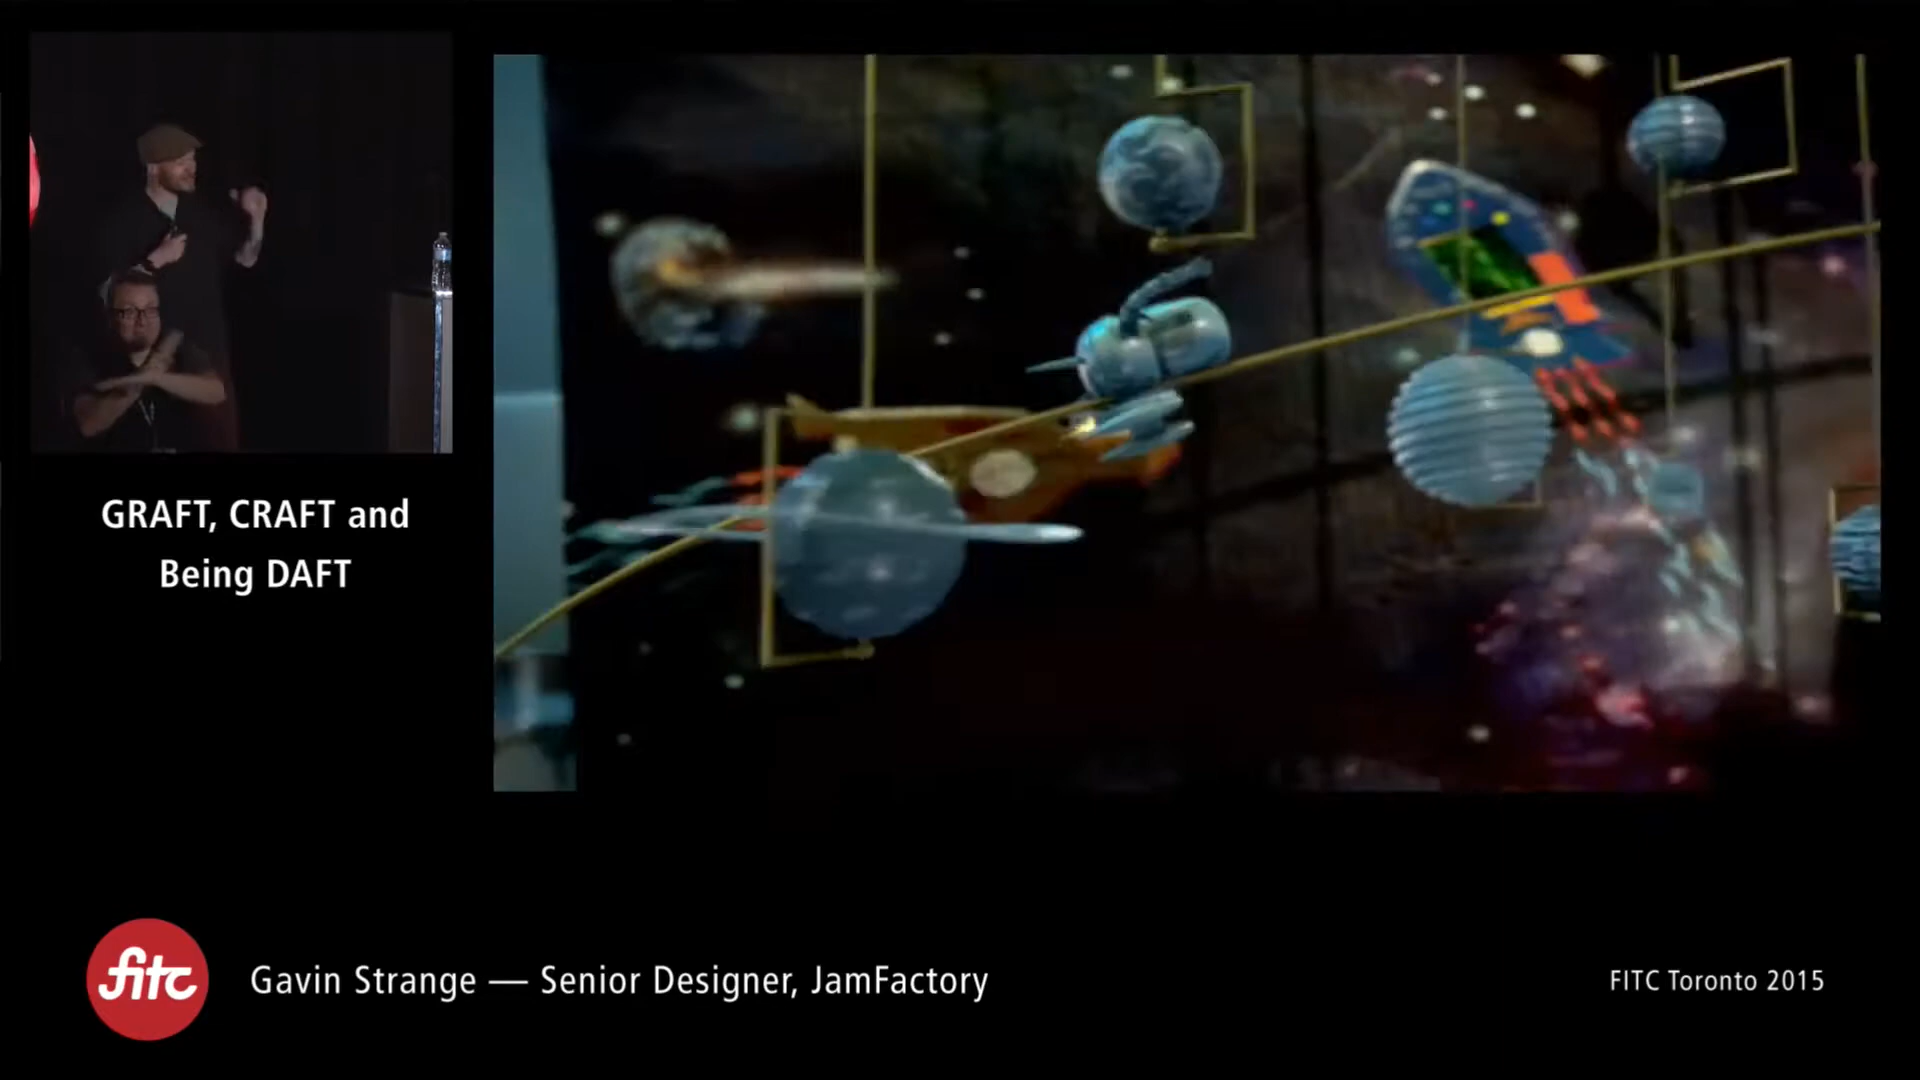 GRAFT, CRAFT and
Being DAFT
fitc
Gavin Strange — Senior Designer, JamFactory
FITC Toronto 2015